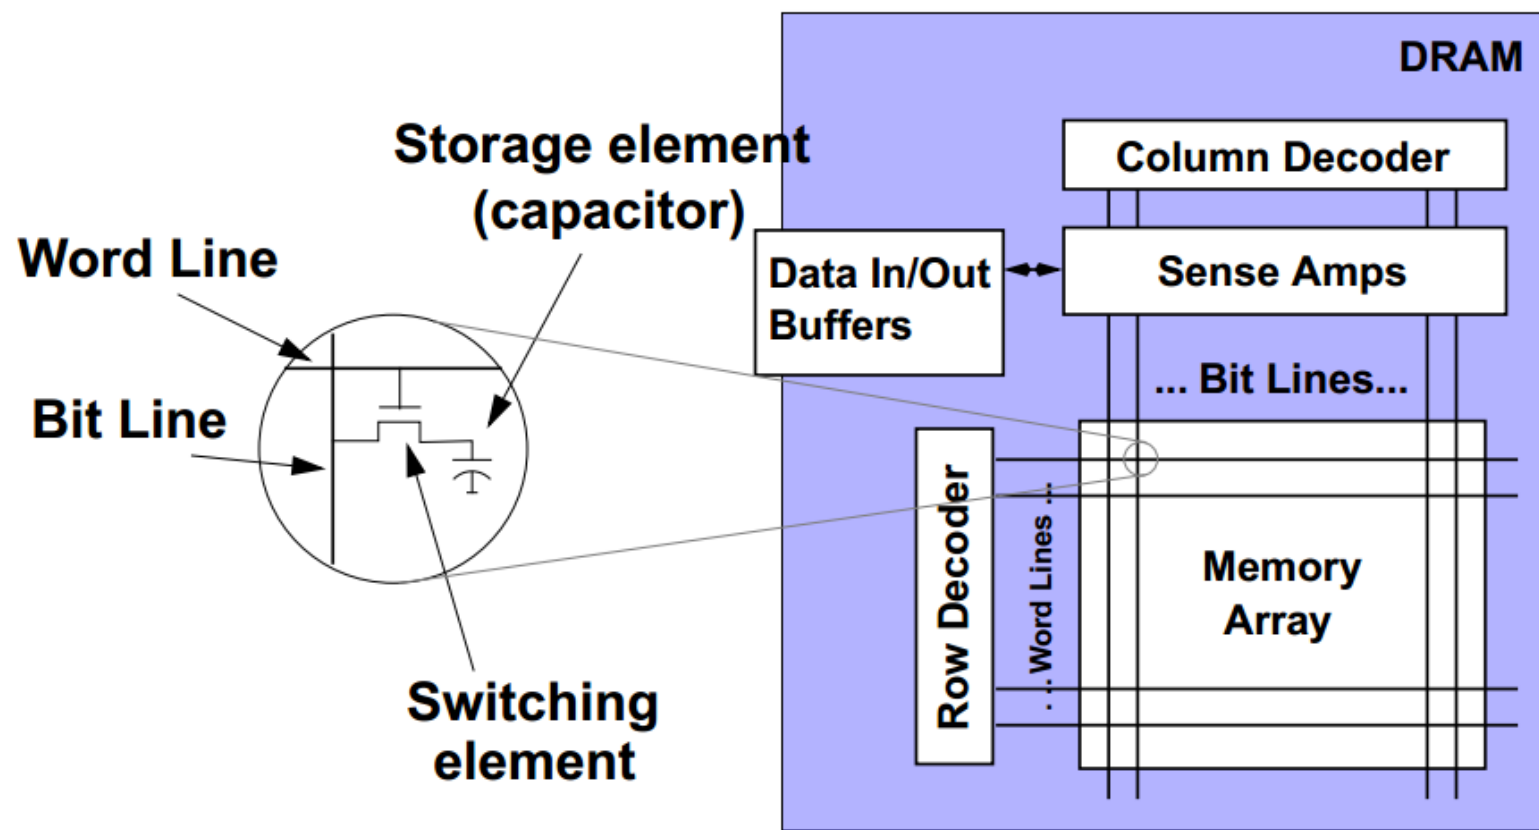 DRAM
Storage element
(capacitor)
Word Line
Bit Line
Switching
element
Column Decoder
Sense Amps
Data In/Out
Buffers
... Bit Lines...
Row Decoder
. ...Word Lines ...
Memory
Array